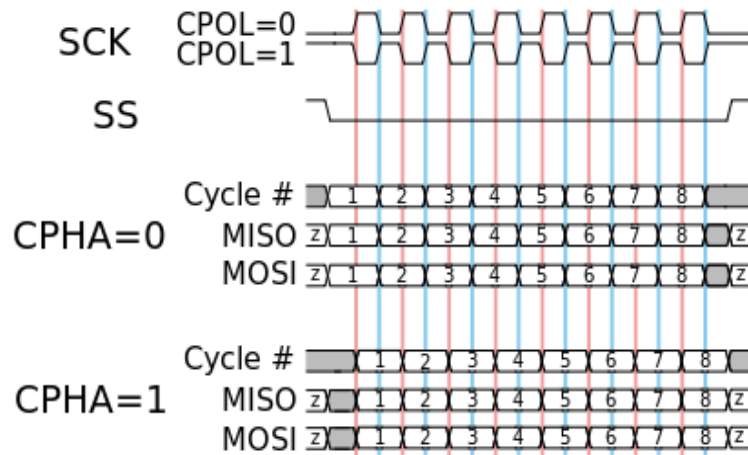 SCK CPOL=0
CPOL=1
SS
Cycle # 1 2 3 4 5 6 7 8
CPHA=0 MISO z 1 2 3 4 5 6 7 8 z
MOSI z 1 2 3 4 5 6 7 8 z
Cycle # 1 2 3 4 5 6 7 8
CPHA=1 MISO z 1 2 3 4 5 6 7 8 z
MOSI z 1 2 3 4 5 6 7 8 z